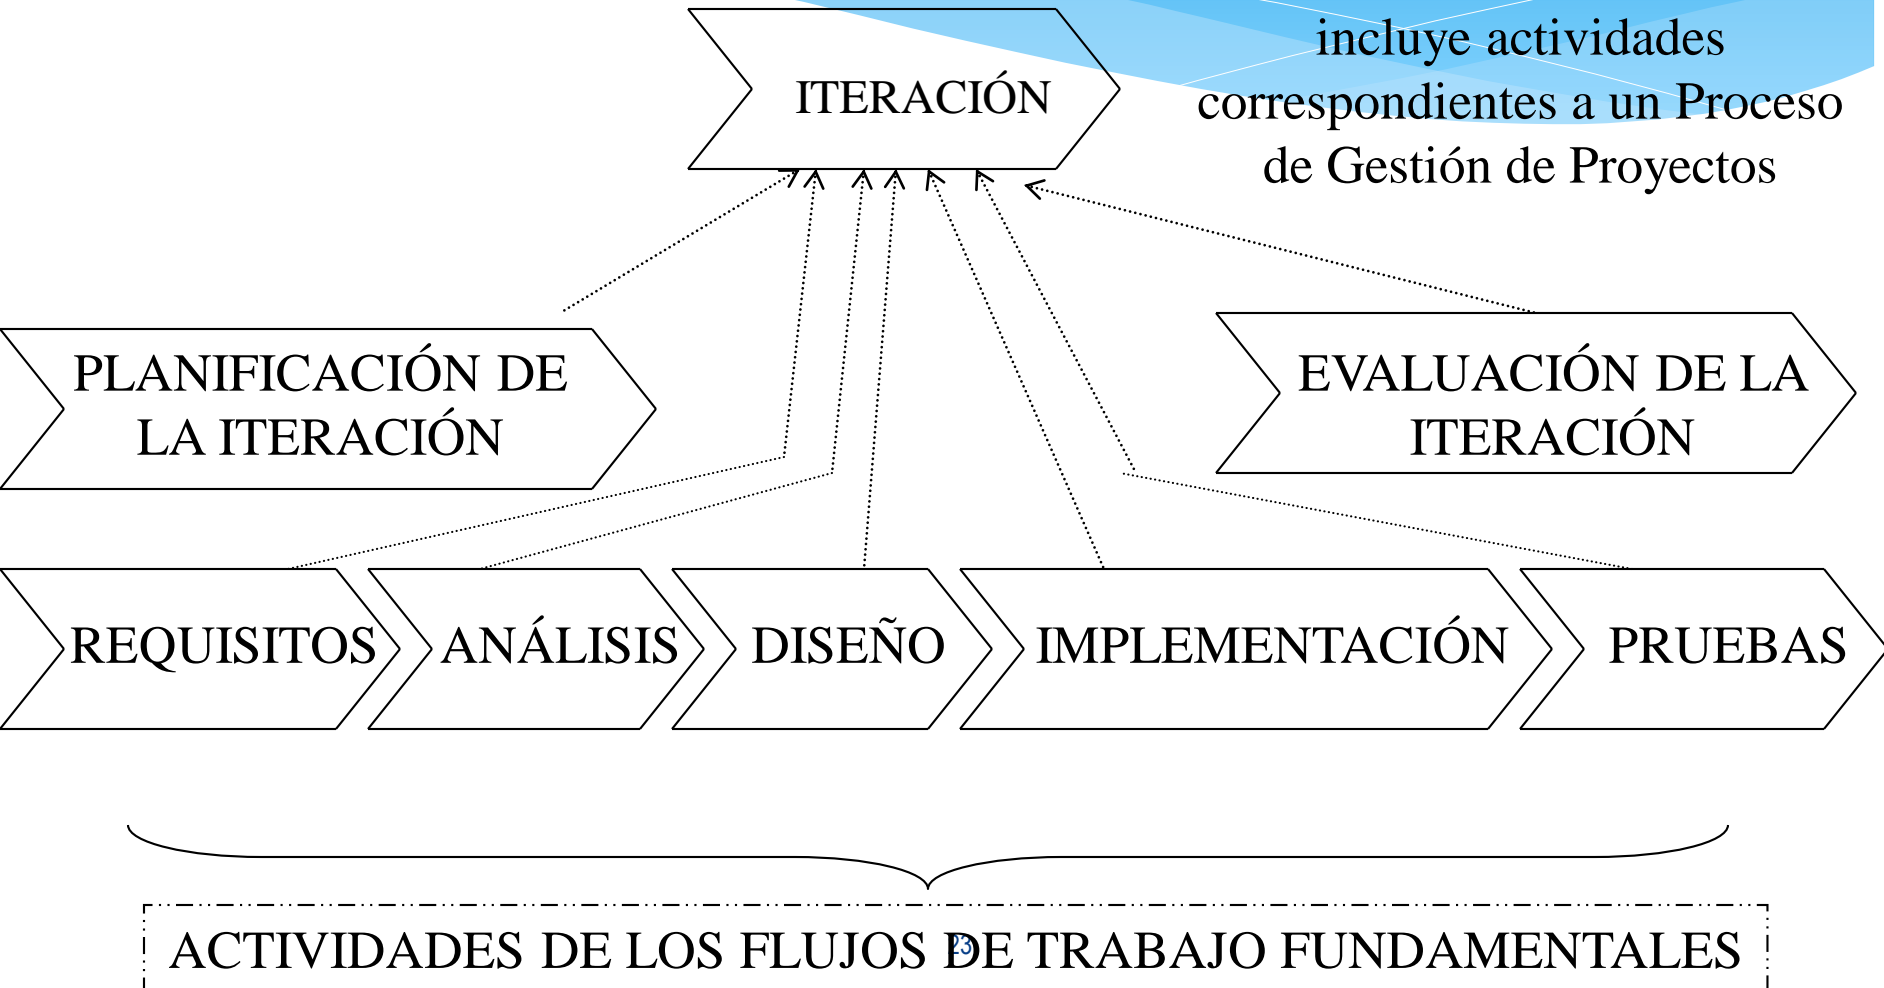 incluye actividades
correspondientes a un Proceso
de Gestión de Proyectos
ITERACIÓN
PLANIFICACIÓN DE
LA ITERACIÓN
EVALUACIÓN DE LA
ITERACIÓN
REQUISITOS
ANÁLISIS
DISEÑO
IMPLEMENTACIÓN
PRUEBAS
ACTIVIDADES DE LOS FLUJOS DE TRABAJO FUNDAMENTALES
23